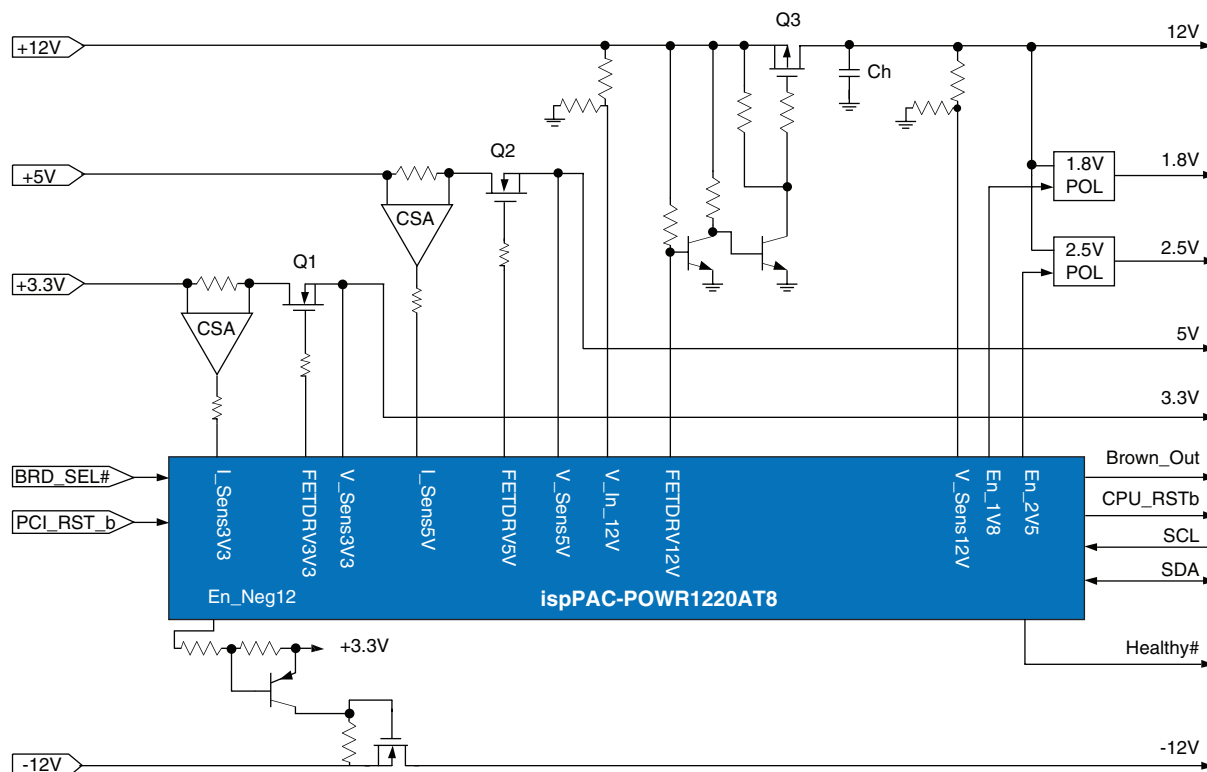 Q3
+12V
12V
Ch
Q2
+5V
1.8V
POL
1.8V
CSA
2.5V
POL
2.5V
Q1
+3.3V
CSA
5V
3.3V
BRD_SEL#
PCI_RST_b
I_Sens3V3
FETDRV3V3
V_Sens3V3
I_Sens5V
FETDRV5V
V_Sens5V
V_In_12V
FETDRV12V
V_Sens12V
En_1V8
En_2V5
Brown_Out
CPU_RSTb
SCL
SDA
En_Neg12
ispPAC-POWR1220AT8
+3.3V
Healthy#
-12V
-12V